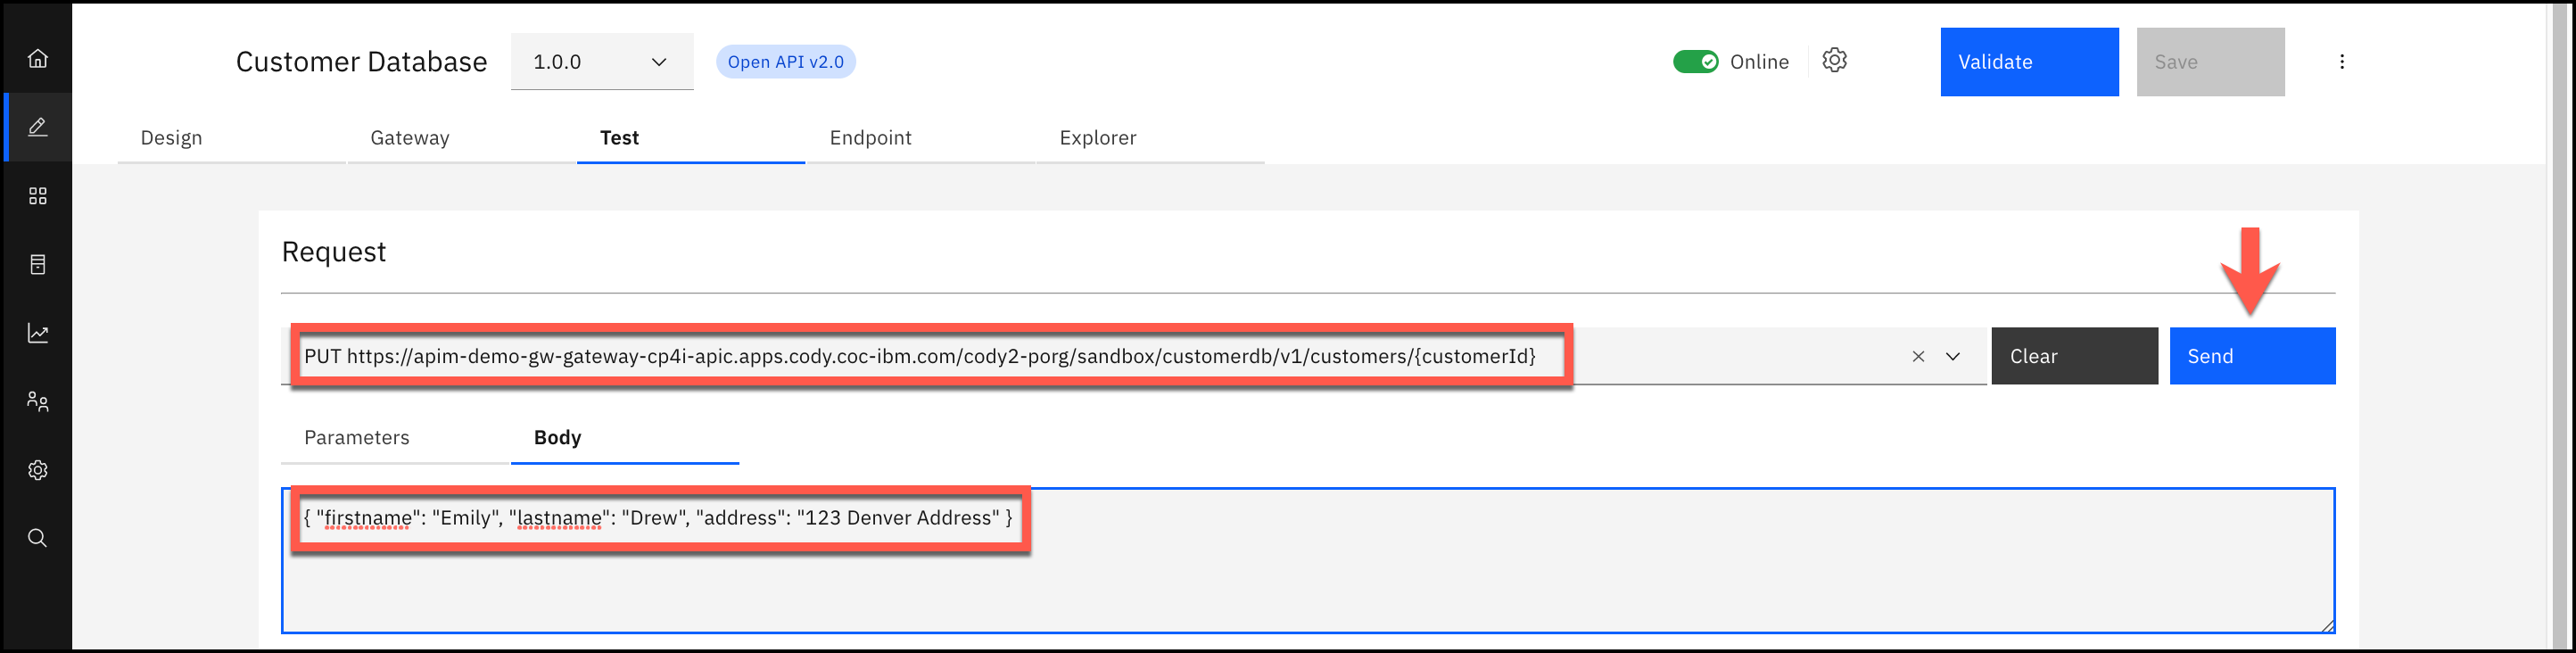 Customer Database
1.0.0
Open API v2.0
Online
Validate
Save
Design
Gateway
Test
Endpoint
Explorer
Request
PUT https://apim-demo-gw-gateway-cp4i-apic.apps.cody.coc-ibm.com/cody2-porg/sandbox/customerdb/v1/customers/{customerId}
Clear
Send
Parameters
Body
{ "firstname": "Emily", "lastname": "Drew", "address": "123 Denver Address" }